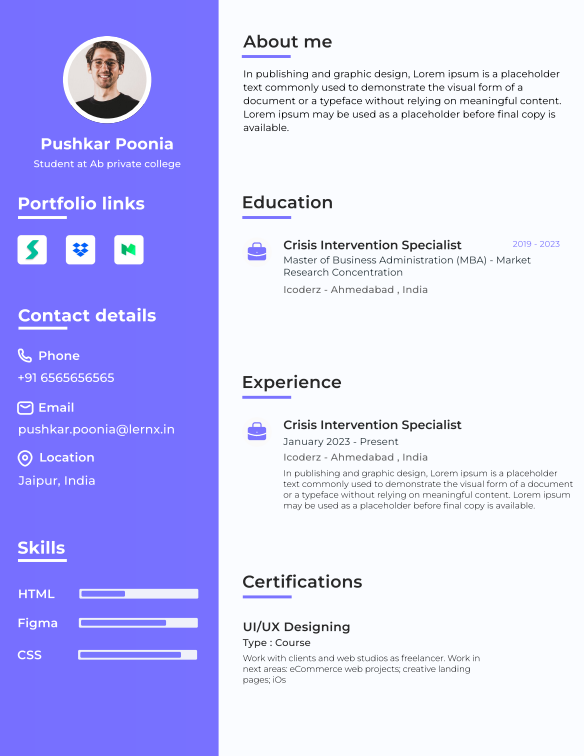 Pushkar Poonia
Student at Ab private college
Portfolio links
Contact details
Phone
+91 6565656565
Email
pushkar.poonia@lernx.in
Location
Jaipur, India
Skills
HTML
Figma
CSS
About me
In publishing and graphic design, Lorem ipsum is a placeholder
text commonly used to demonstrate the visual form of a
document or a typeface without relying on meaningful content.
Lorem ipsum may be used as a placeholder before final copy is
available.
Education
Crisis Intervention Specialist 2019 - 2023
Master of Business Administration (MBA) - Market
Research Concentration
Icoderz - Ahmedabad , India
Experience
Crisis Intervention Specialist
January 2023 - Present
Icoderz - Ahmedabad , India
In publishing and graphic design, Lorem ipsum is a placeholder
text commonly used to demonstrate the visual form of a document
or a typeface without relying on meaningful content. Lorem ipsum
may be used as a placeholder before final copy is available.
Certifications
UI/UX Designing
Type : Course
Work with clients and web studios as freelancer. Work in
next areas: eCommerce web projects; creative landing
pages; iOs